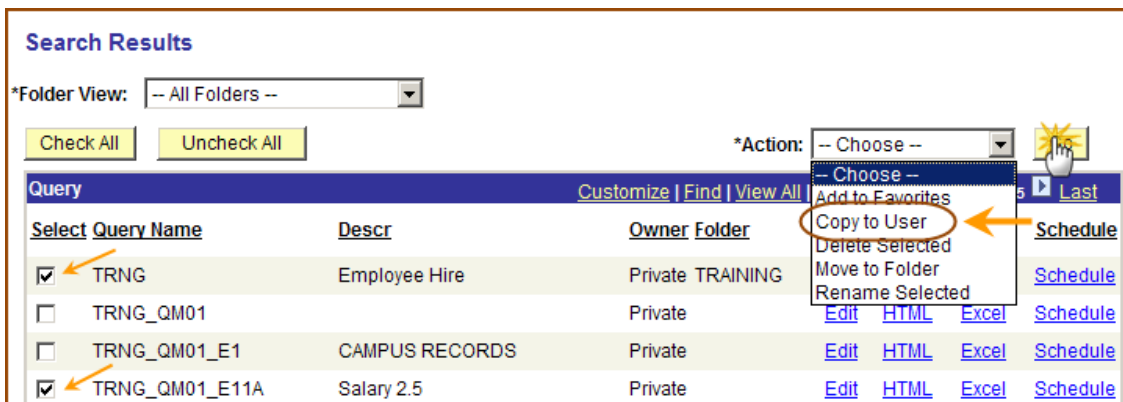 Search Results
*Folder View: -- All Folders --
Check All Uncheck All *Action: -- Choose --
-- Choose --
Add to Favorites
Copy to User
Delete Selected
Move to Folder
Rename Selected
Query Customize | Find | View All | 5 Last
Select Query Name Descr Owner Folder Schedule
TRNG Employee Hire Private TRAINING Schedule
TRNG_QM01 Private Edit HTML Excel Schedule
TRNG_QM01_E1 CAMPUS RECORDS Private Edit HTML Excel Schedule
TRNG_QM01_E11A Salary 2.5 Private Edit HTML Excel Schedule